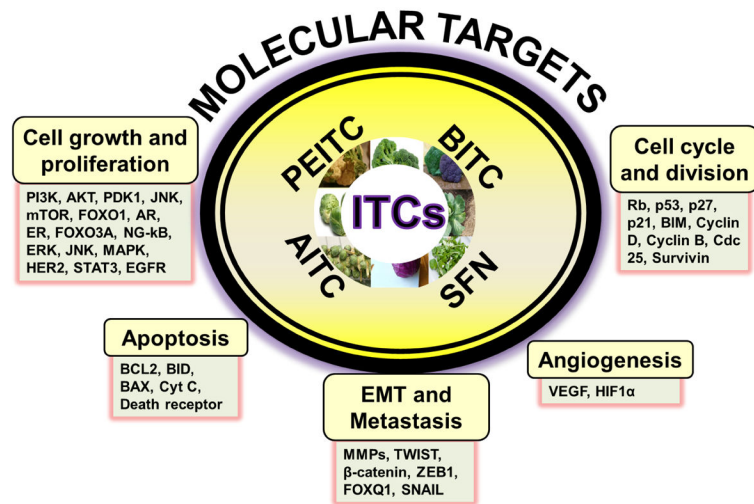 MOLECULAR TARGETS
Cell growth and
proliferation
PI3K, AKT, PDK1, JNK,
mTOR, FOXO1, AR,
ER, FOXO3A, NG-kB,
ERK, JNK, MAPK,
HER2, STAT3, EGFR
PEITC
BITC
ITCs
AITC
SFN
Cell cycle
and division
Rb, p53, p27,
p21, BIM, Cyclin
D, Cyclin B, Cdc
25, Survivin
Apoptosis
BCL2, BID,
BAX, Cyt C,
Death receptor
EMT and
Metastasis
MMPs, TWIST,
β-catenin, ZEB1,
FOXQ1, SNAIL
Angiogenesis
VEGF, HIF1α